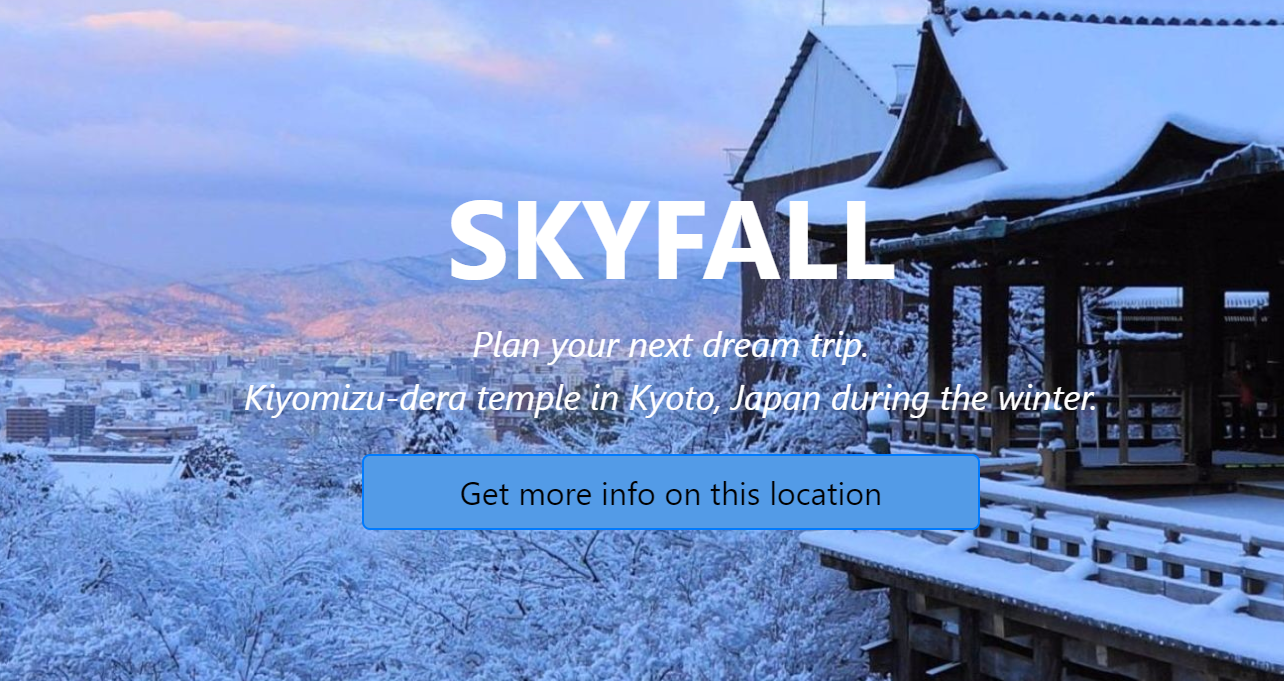 SKYFALL
Plan your next dream trip.
Kiyomizu-dera temple in Kyoto, Japan during the winter.
Get more info on this location